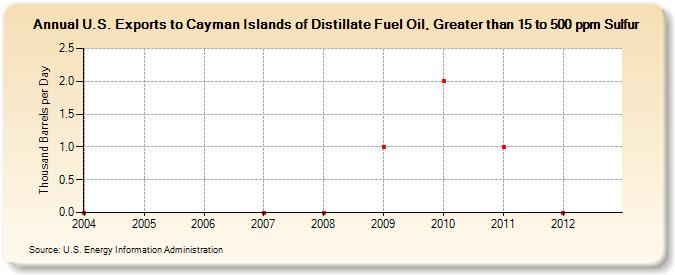 Annual U.S. Exports to Cayman Islands of Distillate Fuel Oil, Greater than 15 to 500 ppm Sulfur
Thousand Barrels per Day
2.5
2.0
1.5
1.0
0.5
0.0
2004 2005 2006 2007 2008 2009 2010 2011 2012
Source: U.S. Energy Information Administration